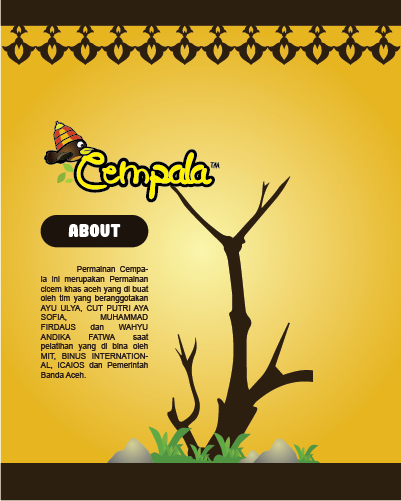 Cempala™
ABOUT
Permainan Cempa-
la ini merupakan Permainan
cicem khas aceh yang di buat
oleh tim yang beranggotakan
AYU ULYA, CUT PUTRI AYA
SOFIA, MUHAMMAD
FIRDAUS dan WAHYU
ANDIKA FATWA saat
pelatihan yang di bina oleh
MIT, BINUS INTERNATION-
AL, ICAIOS dan Pemerintah
Banda Aceh.